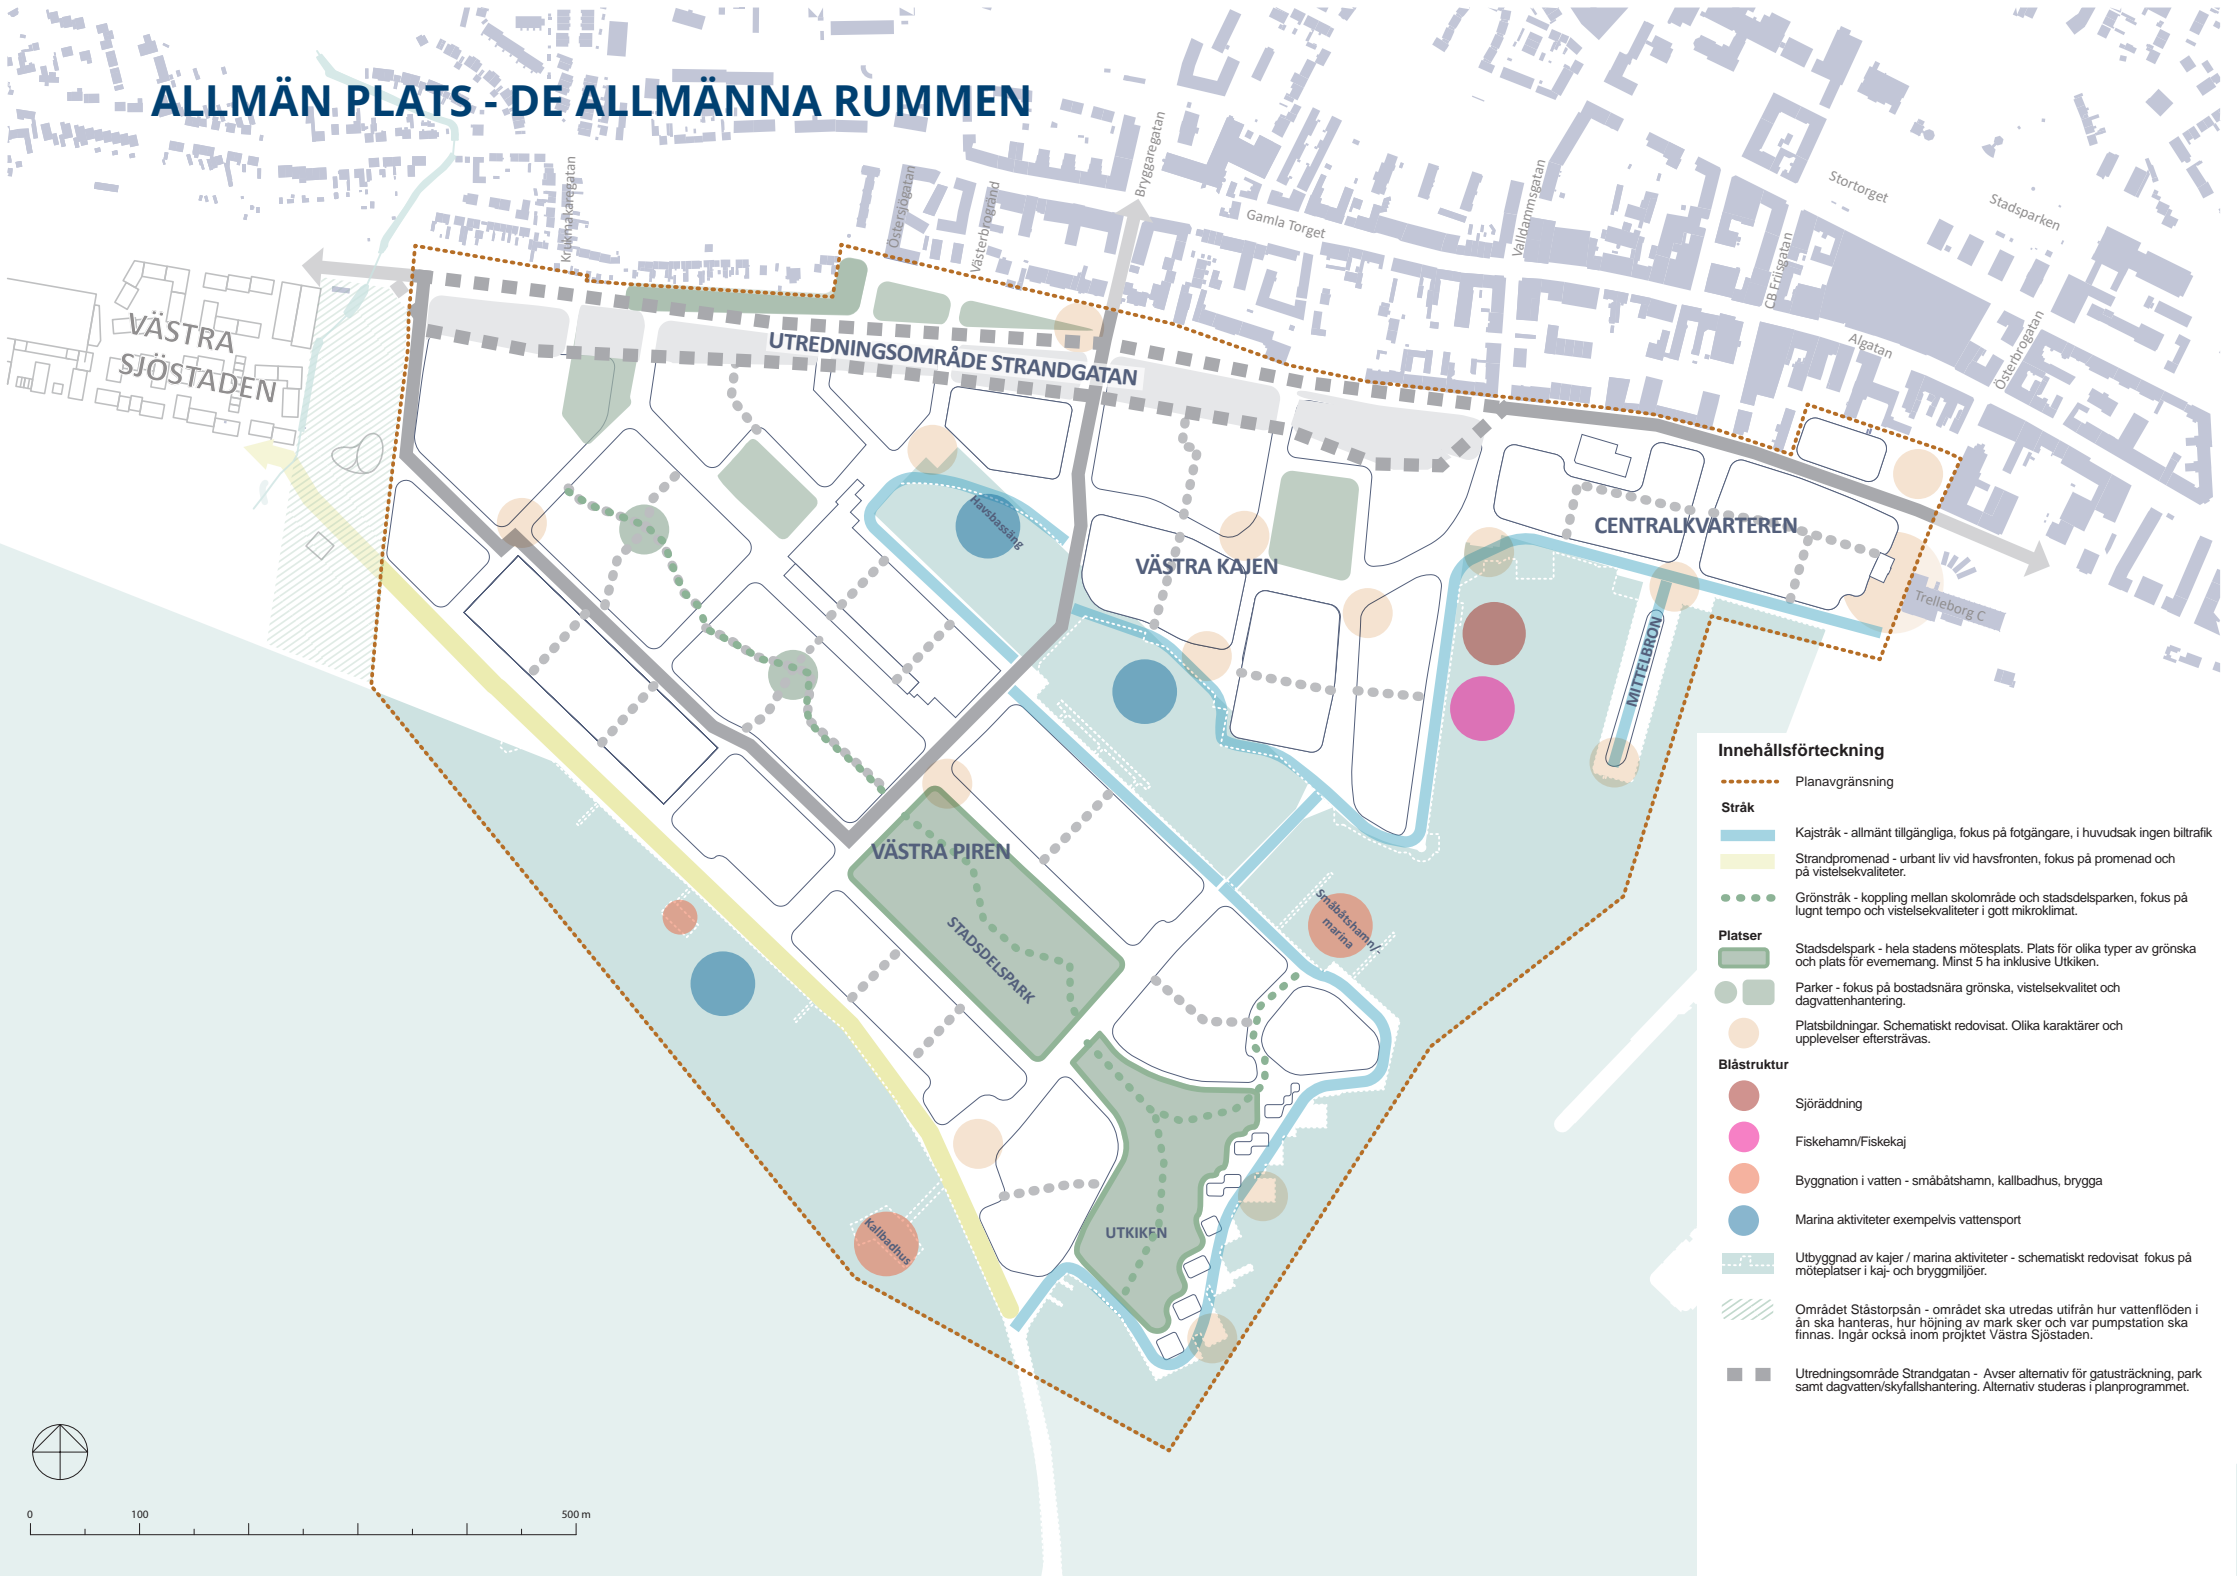 ALLMÄN PLATS - DE ALLMÄNNA RUMMEN
Krukmakaregatan
Östersjögatan
Västerbrogränd
Bryggaregatan
Gamla Torget
Valldammsgatan
CB Friisgatan
Stortorget
Stadsparken
Algatan
Österbrogatan
Trelleborg C
VÄSTRA
SJÖSTADEN
UTREDNINGSOMRÅDE STRANDGATAN
Havsbassäng
VÄSTRA KAJEN
CENTRALKVARTEREN
MITTELBRON
VÄSTRA PIREN
STADSDELSPARK
Småbåtshamn/-
marina
UTKIKEN
Kallbadhus
Innehållsförteckning
Planavgränsning
Stråk
Kajstråk - allmänt tillgängliga, fokus på fotgängare, i huvudsak ingen biltrafik
Strandpromenad - urbant liv vid havsfronten, fokus på promenad och
på vistelsekvaliteter.
Grönstråk - koppling mellan skolområde och stadsdelsparken, fokus på
lugnt tempo och vistelsekvaliteter i gott mikroklimat.
Platser
Stadsdelspark - hela stadens mötesplats. Plats för olika typer av grönska
och plats för evememang. Minst 5 ha inklusive Utkiken.
Parker - fokus på bostadsnära grönska, vistelsekvalitet och
dagvattenhantering.
Platsbildningar. Schematiskt redovisat. Olika karaktärer och
upplevelser eftersträvas.
Blåstruktur
Sjöräddning
Fiskehamn/Fiskekaj
Byggnation i vatten - småbåtshamn, kallbadhus, brygga
Marina aktiviteter exempelvis vattensport
Utbyggnad av kajer / marina aktiviteter - schematiskt redovisat fokus på
möteplatser i kaj- och bryggmiljöer.
Området Ståstorpsån - området ska utredas utifrån hur vattenflöden i
ån ska hanteras, hur höjning av mark sker och var pumpstation ska
finnas. Ingår också inom projktet Västra Sjöstaden.
Utredningsområde Strandgatan - Avser alternativ för gatusträckning, park
samt dagvatten/skyfallshantering. Alternativ studeras i planprogrammet.
0 100 500 m